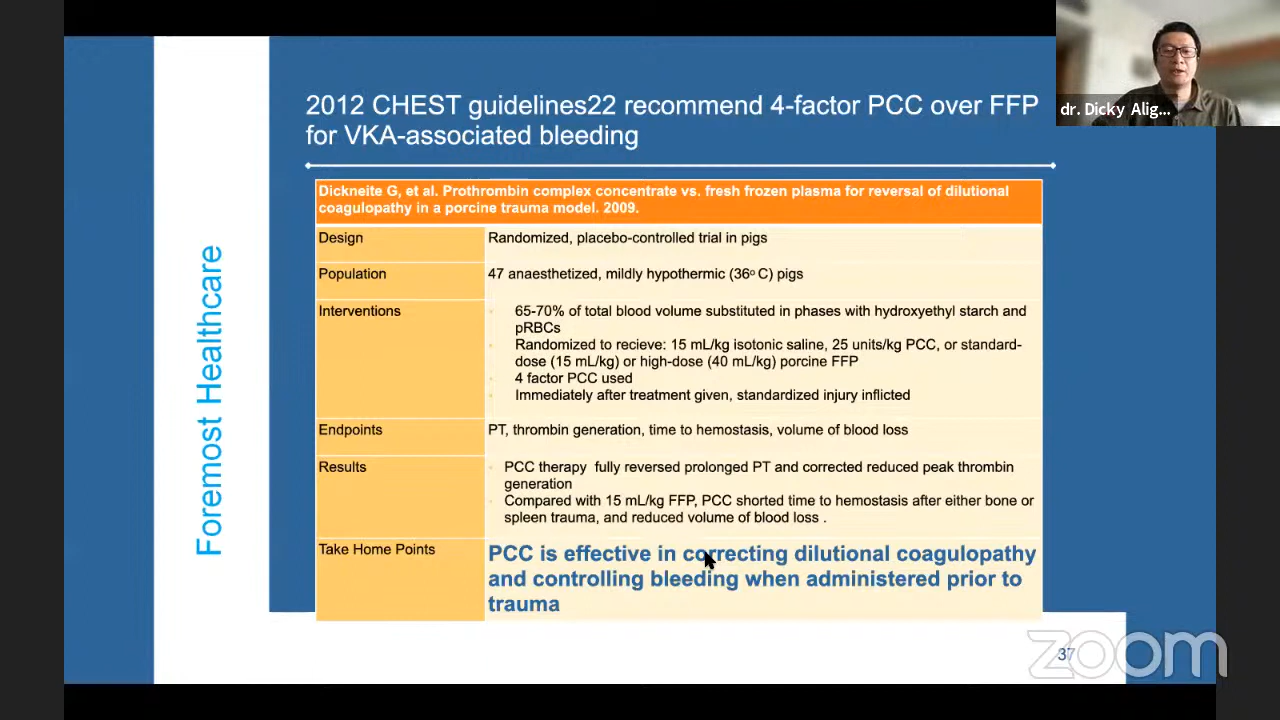 dr. Dicky Alig...
2012 CHEST guidelines22 recommend 4-factor PCC over FFP
for VKA-associated bleeding
Foremost Healthcare
Dickneite G, et al. Prothrombin complex concentrate vs. fresh frozen plasma for reversal of dilutional
coagulopathy in a porcine trauma model. 2009.
Design
Randomized, placebo-controlled trial in pigs
Population
47 anaesthetized, mildly hypothermic (36º C) pigs
Interventions
65-70% of total blood volume substituted in phases with hydroxyethyl starch and
pRBCs
Randomized to recieve: 15 mL/kg isotonic saline, 25 units/kg PCC, or standard-
dose (15 mL/kg) or high-dose (40 mL/kg) porcine FFP
4 factor PCC used
Immediately after treatment given, standardized injury inflicted
Endpoints
PT, thrombin generation, time to hemostasis, volume of blood loss
Results
PCC therapy fully reversed prolonged PT and corrected reduced peak thrombin
generation
Compared with 15 mL/kg FFP, PCC shorted time to hemostasis after either bone or
spleen trauma, and reduced volume of blood loss .
Take Home Points
PCC is effective in correcting dilutional coagulopathy
and controlling bleeding when administered prior to
trauma
37
zoom